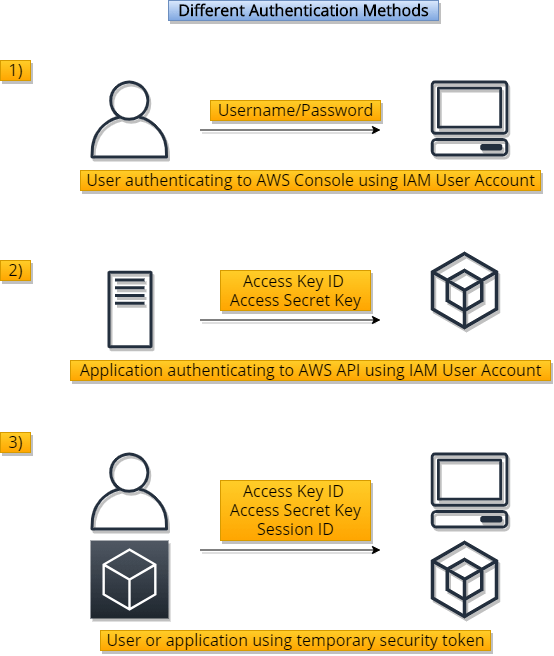 Different Authentication Methods
1)
Username/Password
User authenticating to AWS Console using IAM User Account
2)
Access Key ID
Access Secret Key
Application authenticating to AWS API using IAM User Account
3)
Access Key ID
Access Secret Key
Session ID
User or application using temporary security token